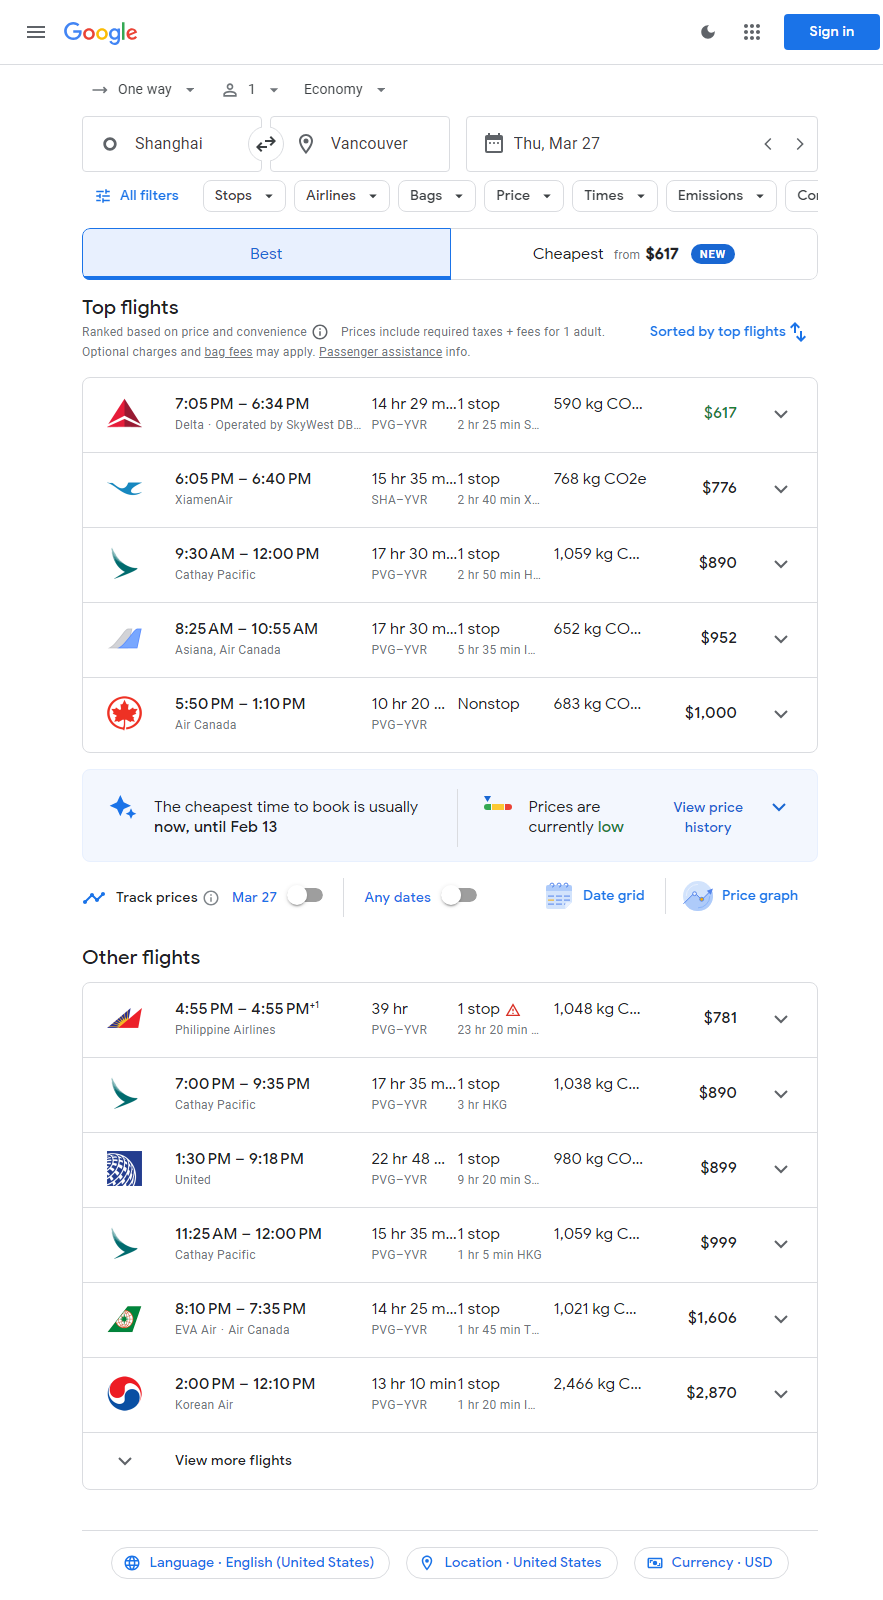 Google
Sign in
One way 1 Economy
Shanghai Vancouver Thu, Mar 27
All filters Stops Airlines Bags Price Times Emissions
Best Cheapest from $617 NEW
Top flights
Ranked based on price and convenience Prices include required taxes + fees for 1 adult.
Optional charges and bag fees may apply. Passenger assistance info.
Sorted by top flights
7:05 PM – 6:34 PM 14 hr 29 m... 1 stop 590 kg CO... $617
Delta · Operated by SkyWest DB... PVG–YVR 2 hr 25 min S...
6:05 PM – 6:40 PM 15 hr 35 m... 1 stop 768 kg CO2e $776
XiamenAir SHA–YVR 2 hr 40 min X...
9:30 AM – 12:00 PM 17 hr 30 m... 1 stop 1,059 kg C... $890
Cathay Pacific PVG–YVR 2 hr 50 min H...
8:25 AM – 10:55 AM 17 hr 30 m... 1 stop 652 kg CO... $952
Asiana, Air Canada PVG–YVR 5 hr 35 min I...
5:50 PM – 1:10 PM 10 hr 20 ... Nonstop 683 kg CO... $1,000
Air Canada PVG–YVR
The cheapest time to book is usually
now, until Feb 13
Prices are
currently low
View price
history
Track prices Mar 27 Any dates Date grid Price graph
Other flights
4:55 PM – 4:55 PM+1 39 hr 1 stop 1,048 kg C... $781
Philippine Airlines PVG–YVR 23 hr 20 min ...
7:00 PM – 9:35 PM 17 hr 35 m... 1 stop 1,038 kg C... $890
Cathay Pacific PVG–YVR 3 hr HKG
1:30 PM – 9:18 PM 22 hr 48 ... 1 stop 980 kg CO... $899
United PVG–YVR 9 hr 20 min S...
11:25 AM – 12:00 PM 15 hr 35 m... 1 stop 1,059 kg C... $999
Cathay Pacific PVG–YVR 1 hr 5 min HKG
8:10 PM – 7:35 PM 14 hr 25 m... 1 stop 1,021 kg C... $1,606
EVA Air · Air Canada PVG–YVR 1 hr 45 min T...
2:00 PM – 12:10 PM 13 hr 10 min 1 stop 2,466 kg C... $2,870
Korean Air PVG–YVR 1 hr 20 min I...
View more flights
Language · English (United States) Location · United States Currency · USD